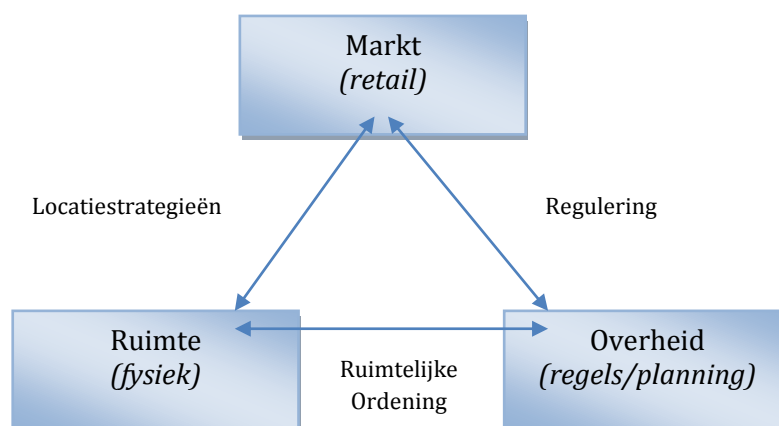 Markt
(retail)
Locatiestrategieën
Regulering
Ruimte
(fysiek)
Ruimtelijke
Ordening
Overheid
(regels/planning)